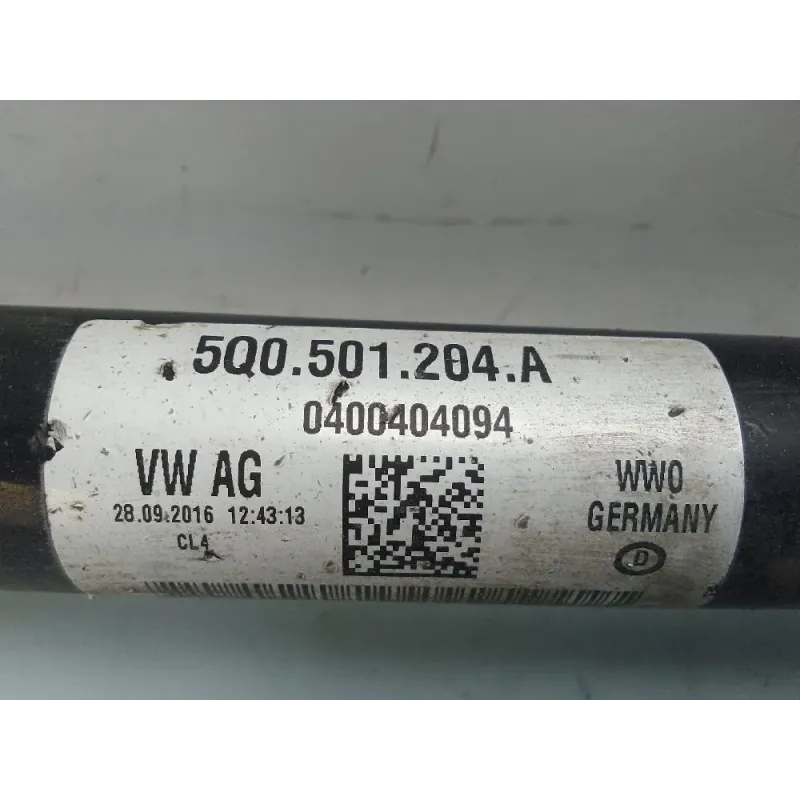 5Q0.501.204.A
0400404094
VW AG
28.09.2016 12:43:13
CL4
WWO
GERMANY
D